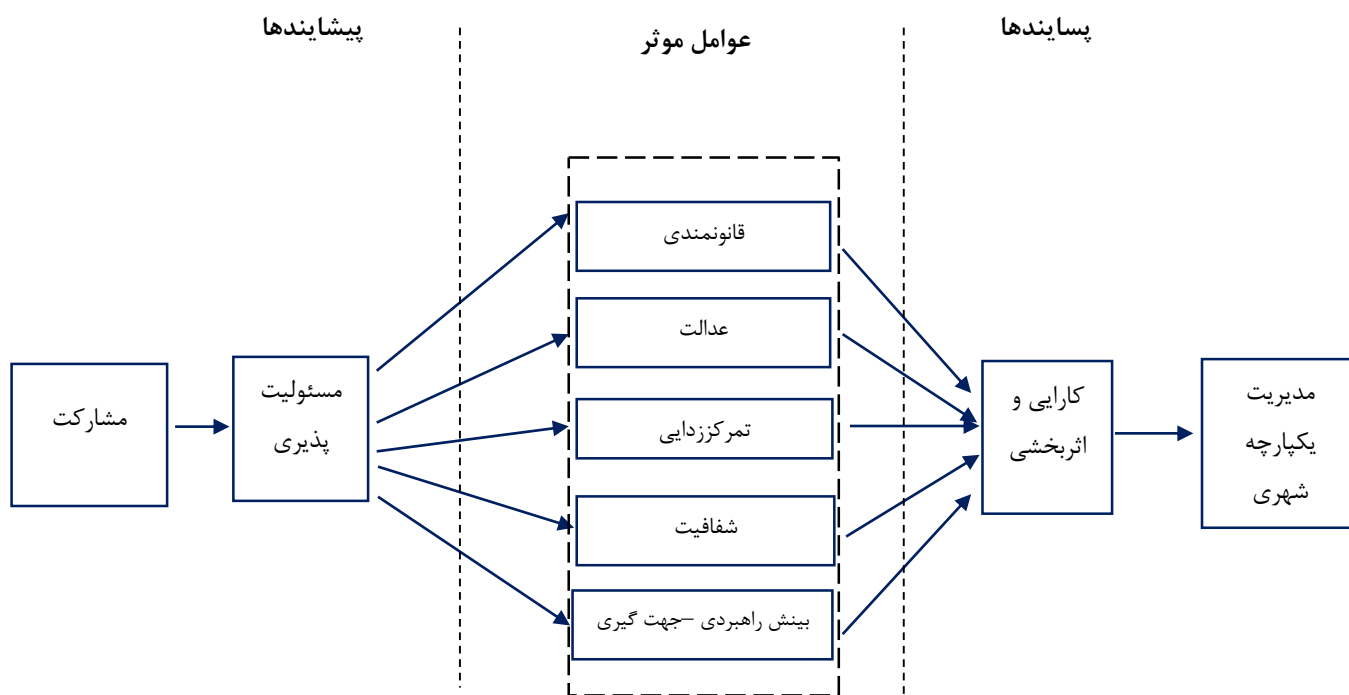 پیشایندها
عوامل موثر
پسایندها
مشارکت
مسئولیت
پذیری
قانونمندی
عدالت
تمرکززدایی
شفافیت
بینش راهبردی –جهت گیری
کارایی و
اثربخشی
مدیریت
یکپارچه
شهری